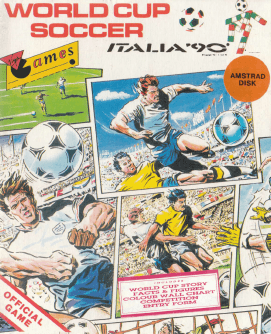 WORLD CUP
SOCCER
ITALIA'90
Games
AMSTRAD
DISK
INCLUDES
WORLD CUP STORY
FACTS & FIGURES
COLOUR WALL CHART
COMPETITION
ENTRY FORM
OFFICIAL
GAME